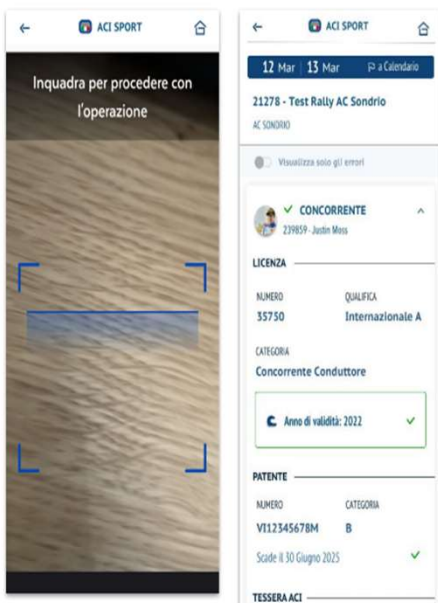 ACI SPORT
Inquadra per procedere con
l'operazione
ACI SPORT
12 Mar 13 Mar a Calendario
21278 - Test Rally AC Sondrio
AC SONDRIO
Visualizza solo gli errori
CONCORRENTE
239859 - Justin Moss
LICENZA
NUMERO QUALIFICA
35750 Internazionale A
CATEGORIA
Concorrente Conduttore
Anno di validità: 2022
PATENTE
NUMERO CATEGORIA
VI12345678M B
Scade il 30 Giugno 2025
TESSERA ACI